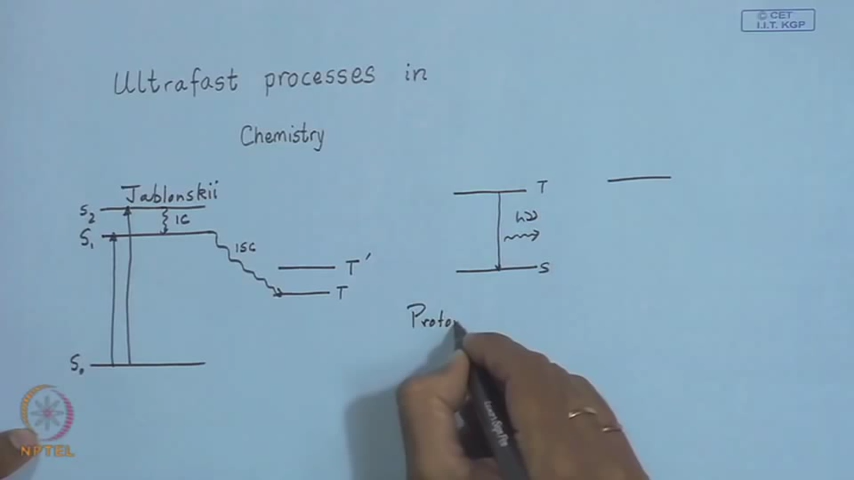 © CET
I.I.T. KGP
Ultrafast processes in
Chemistry
Jablonskii
S2
IC
S1
ISC
T'
T
S0
T
hν
S
Proto
NPTEL